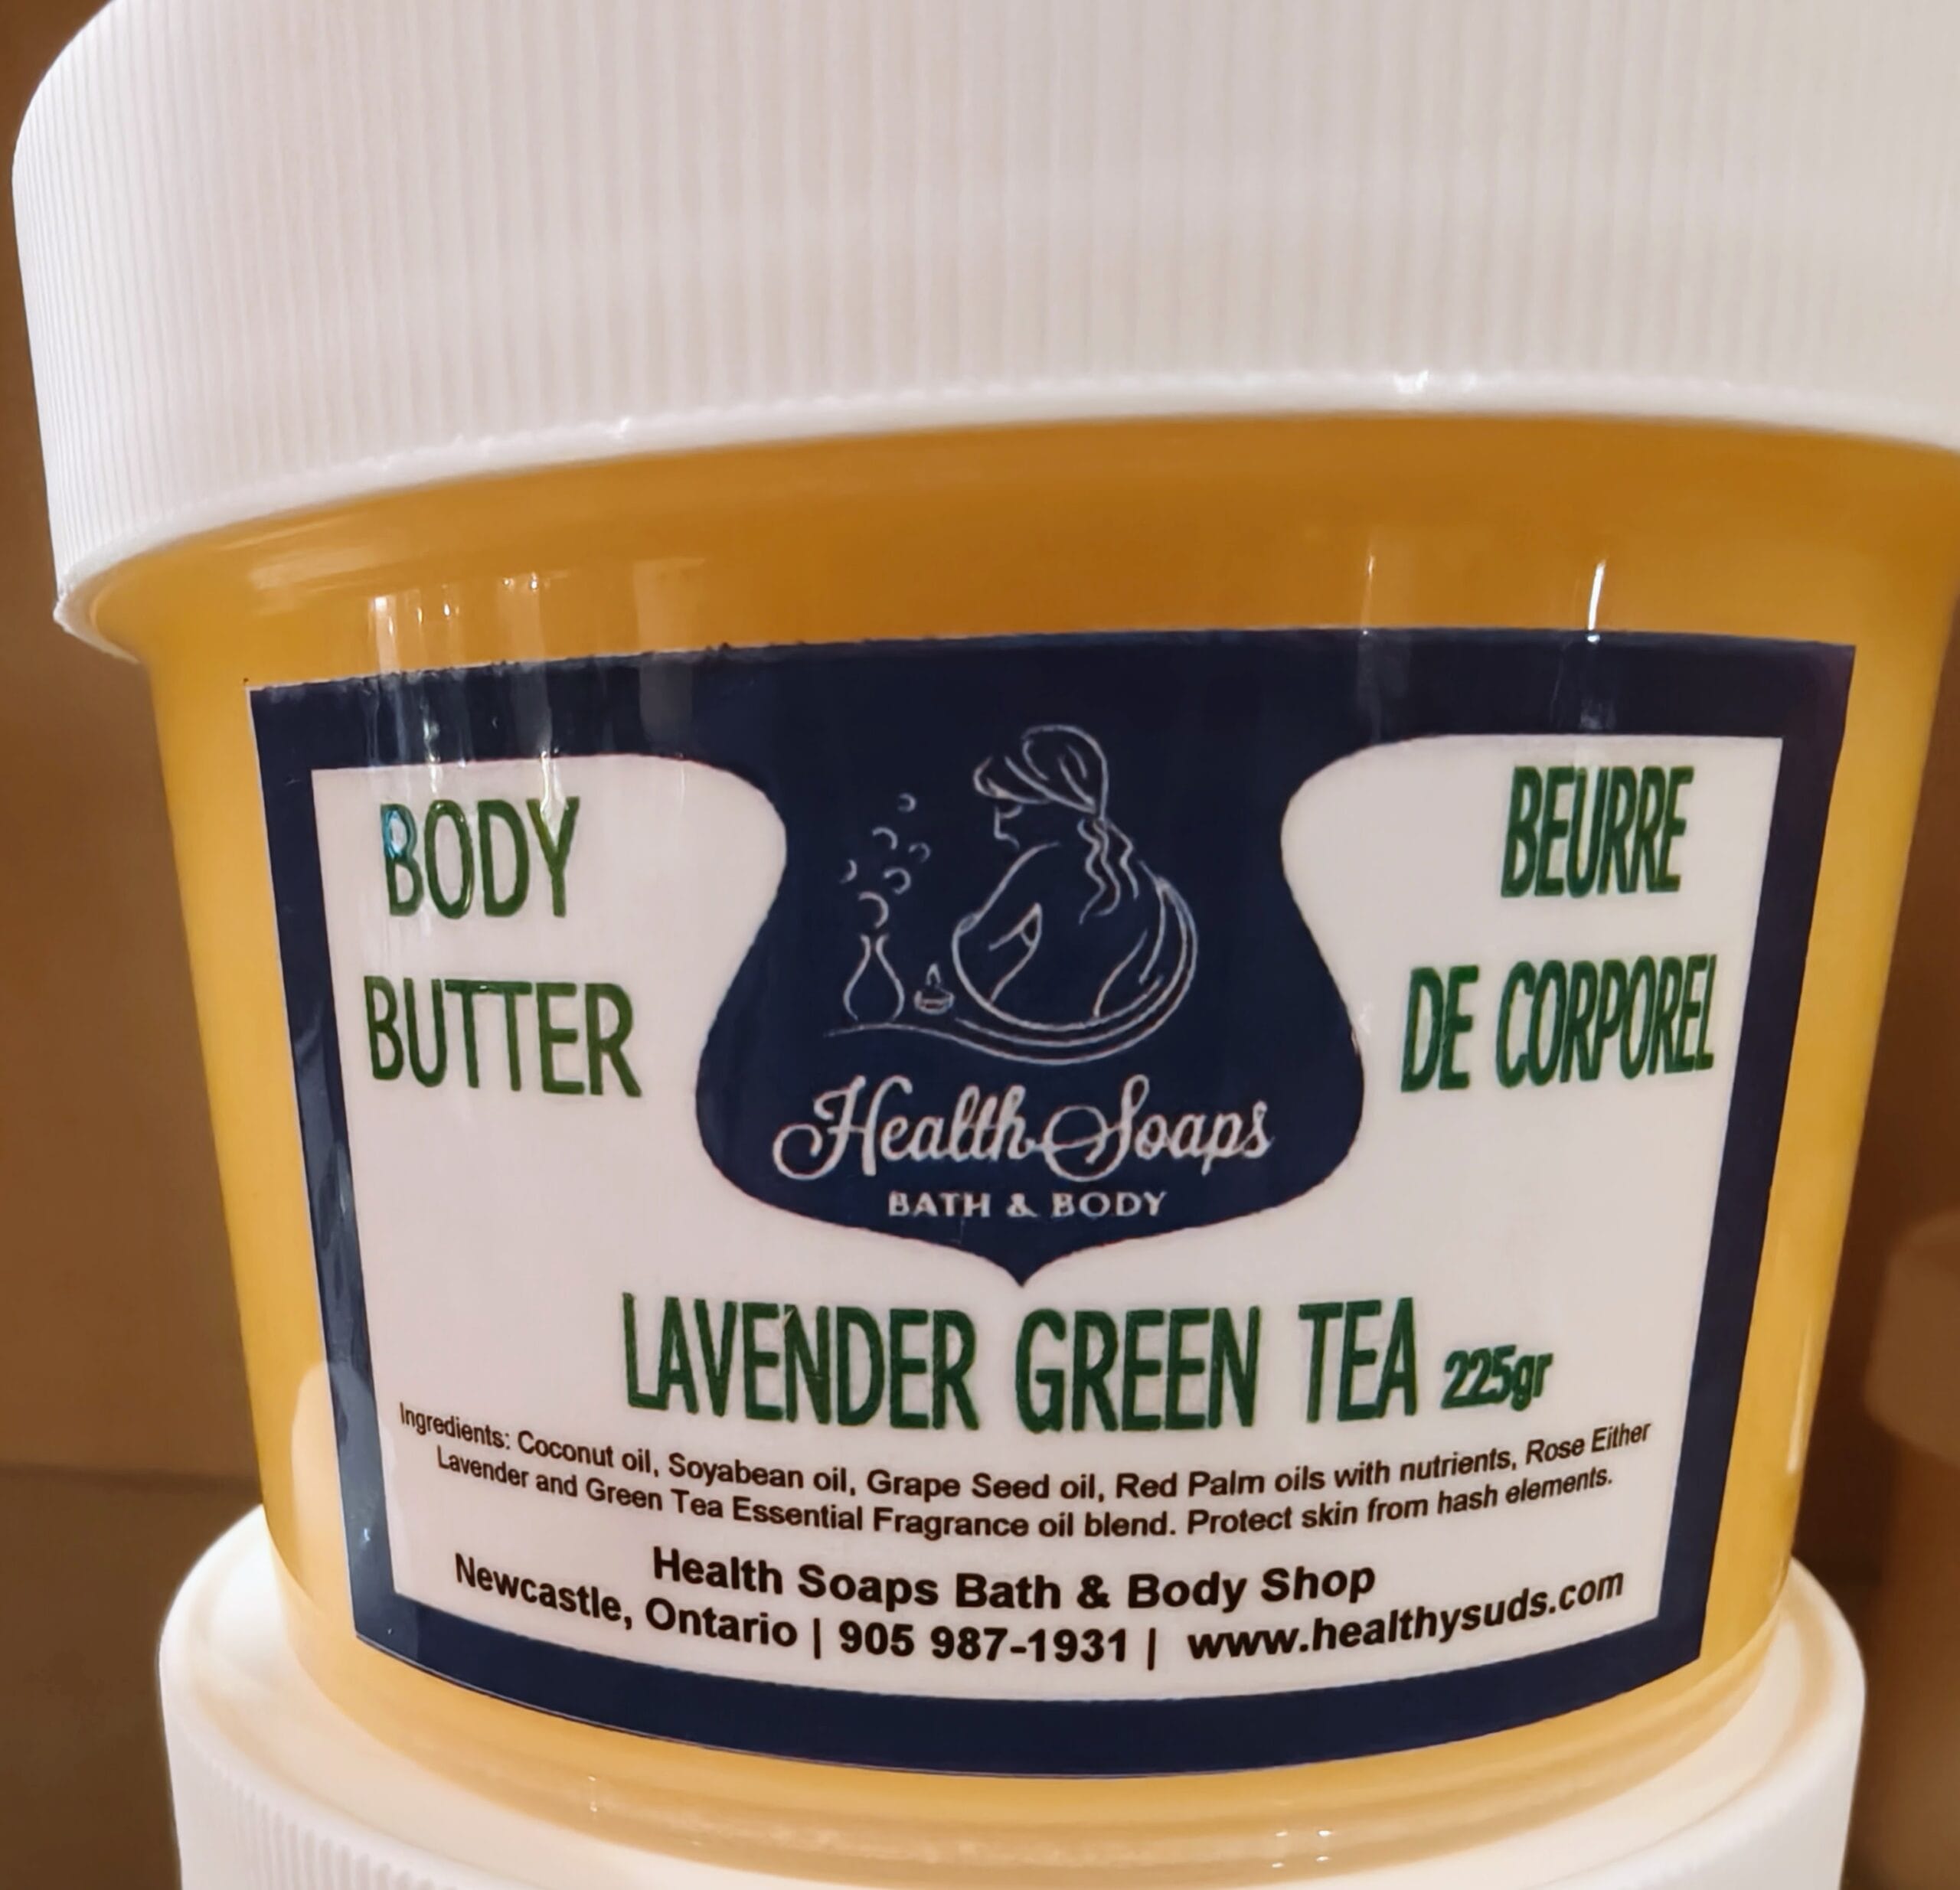 BODY
BUTTER
BEURRE
DE CORPOREL
Health Soaps
BATH & BODY
LAVENDER GREEN TEA 225gr
Ingredients: Coconut oil, Soyabean oil, Grape Seed oil, Red Palm oils with nutrients, Rose Either
Lavender and Green Tea Essential Fragrance oil blend. Protect skin from hash elements.
Health Soaps Bath & Body Shop
Newcastle, Ontario | 905 987-1931 | www.healthysuds.com